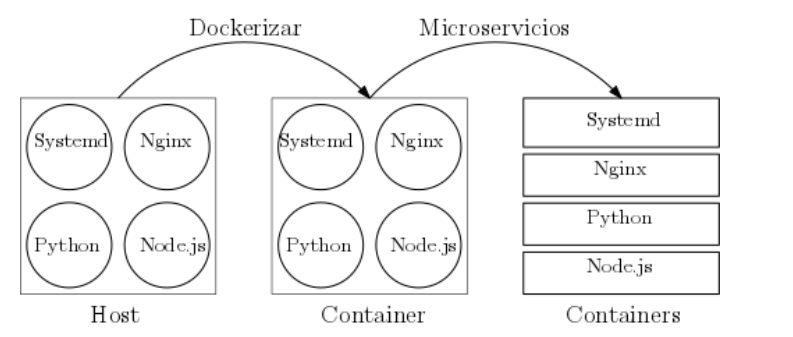 Dockerizar
Microservicios
Systemd
Nginx
Python
Node.js
Host
Systemd
Nginx
Python
Node.js
Container
Systemd
Nginx
Python
Node.js
Containers